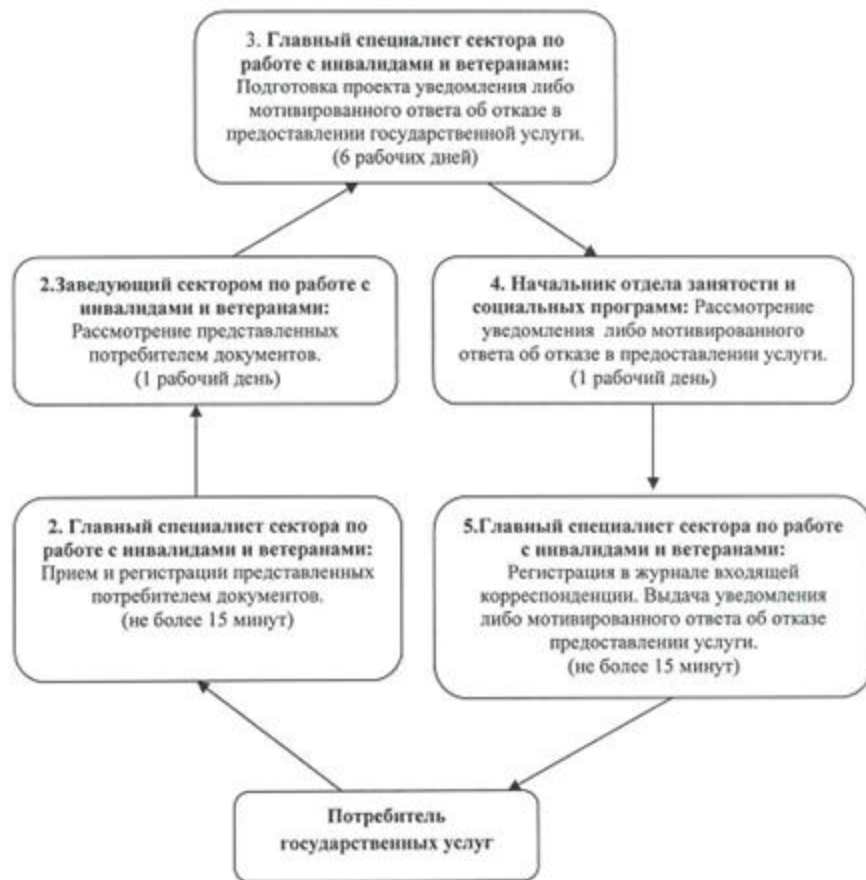 3. Главный специалист сектора по
работе с инвалидами и ветеранами:
Подготовка проекта уведомления либо
мотивированного ответа об отказе в
предоставлении государственной услуги.
(6 рабочих дней)
2.Заведующий сектором по работе с
инвалидами и ветеранами:
Рассмотрение представленных
потребителем документов.
(1 рабочий день)
4. Начальник отдела занятости и
социальных программ: Рассмотрение
уведомления либо мотивированного
ответа об отказе в предоставлении услуги.
(1 рабочий день)
2. Главный специалист сектора по
работе с инвалидами и ветеранами:
Прием и регистрации представленных
потребителем документов.
(не более 15 минут)
5.Главный специалист сектора по работе
с инвалидами и ветеранами:
Регистрация в журнале входящей
корреспонденции. Выдача уведомления
либо мотивированного ответа об отказе
предоставлении услуги.
(не более 15 минут)
Потребитель
государственных услуг